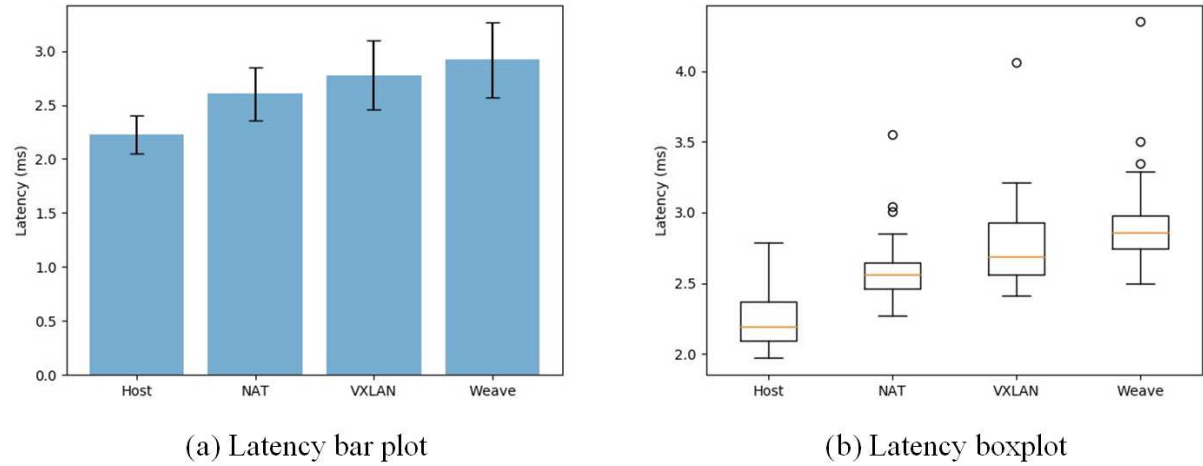 Latency (ms)
3.0
2.5
2.0
1.5
1.0
0.5
0.0
Host NAT VXLAN Weave
(a) Latency bar plot
Latency (ms)
4.0
3.5
3.0
2.5
2.0
Host NAT VXLAN Weave
(b) Latency boxplot